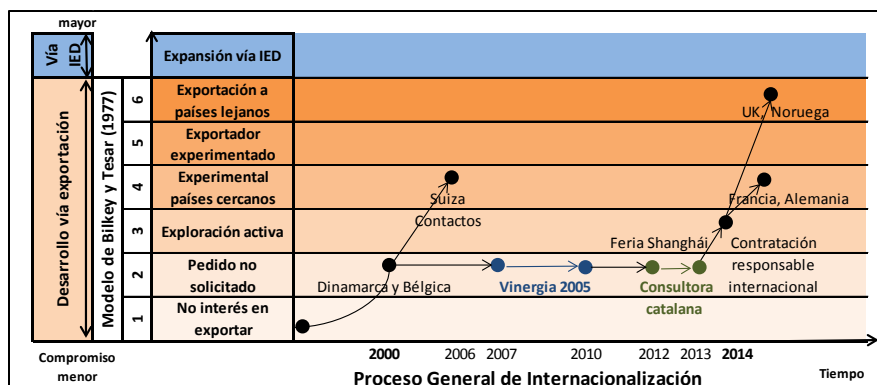 mayor
Vía
IED
Expansión vía IED
Desarrollo vía exportación
Modelo de Bilkey y Tesar (1977)
6
Exportación a
países lejanos
UK, Noruega
5
Exportador
experimentado
4
Experimental
países cercanos
Suiza
Francia, Alemania
Contactos
3
Exploración activa
Feria Shanghái
Contratación
responsable
internacional
2
Pedido no
solicitado
Dinamarca y Bélgica
Vinergia 2005
Consultora
catalana
1
No interés en
exportar
Compromiso
menor
2000
2006
2007
2010
2012
2013
2014
Tiempo
Proceso General de Internacionalización